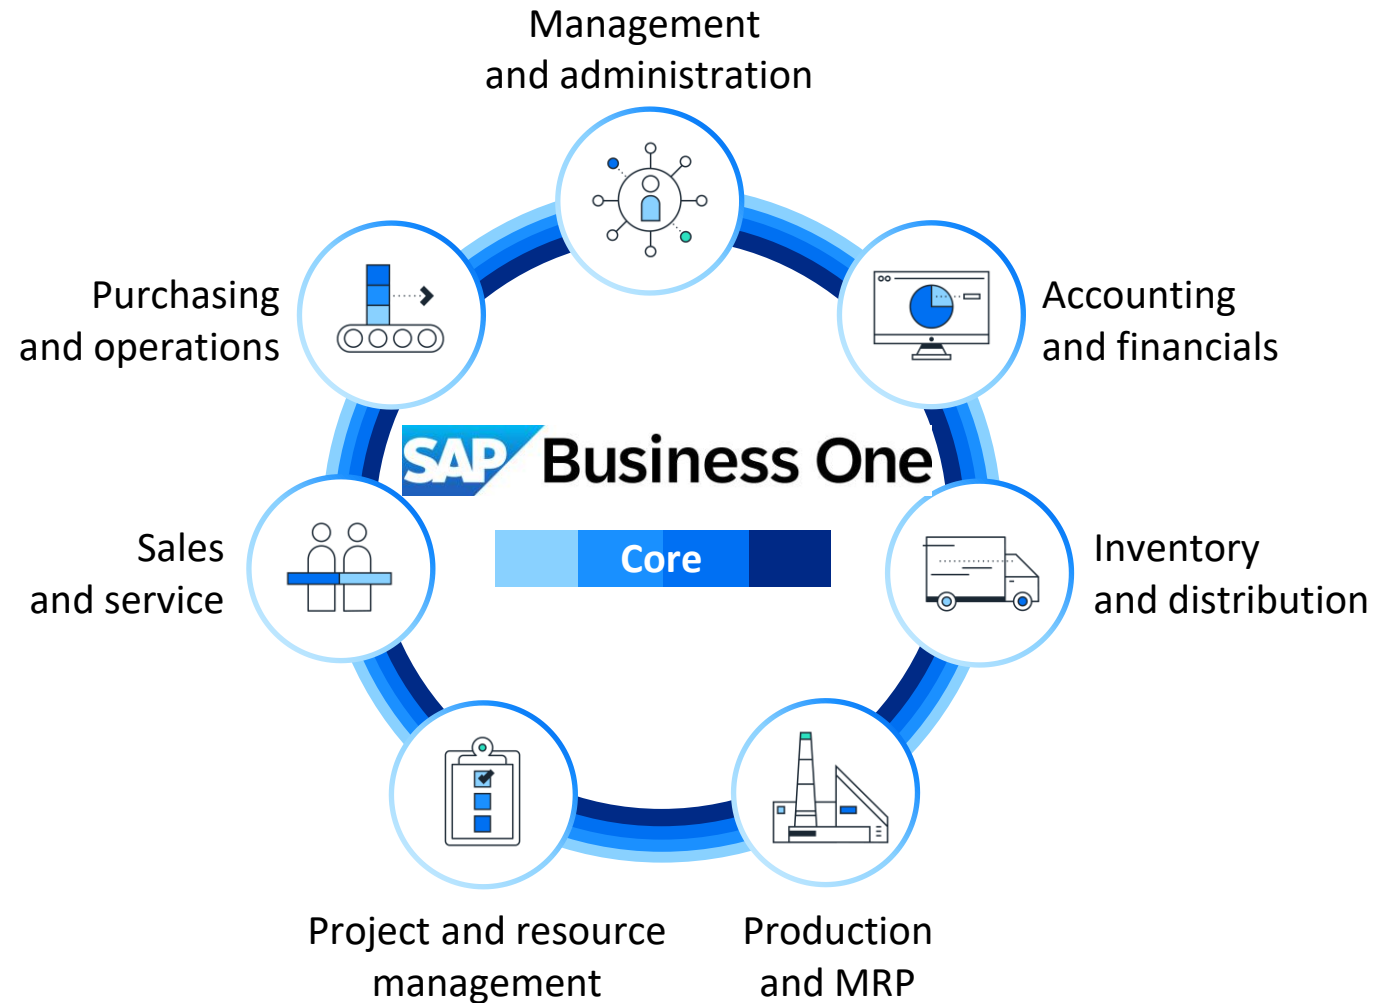 Management
and administration
Purchasing
and operations
Accounting
and financials
SAP Business One
Core
Sales
and service
Inventory
and distribution
Project and resource
management
Production
and MRP